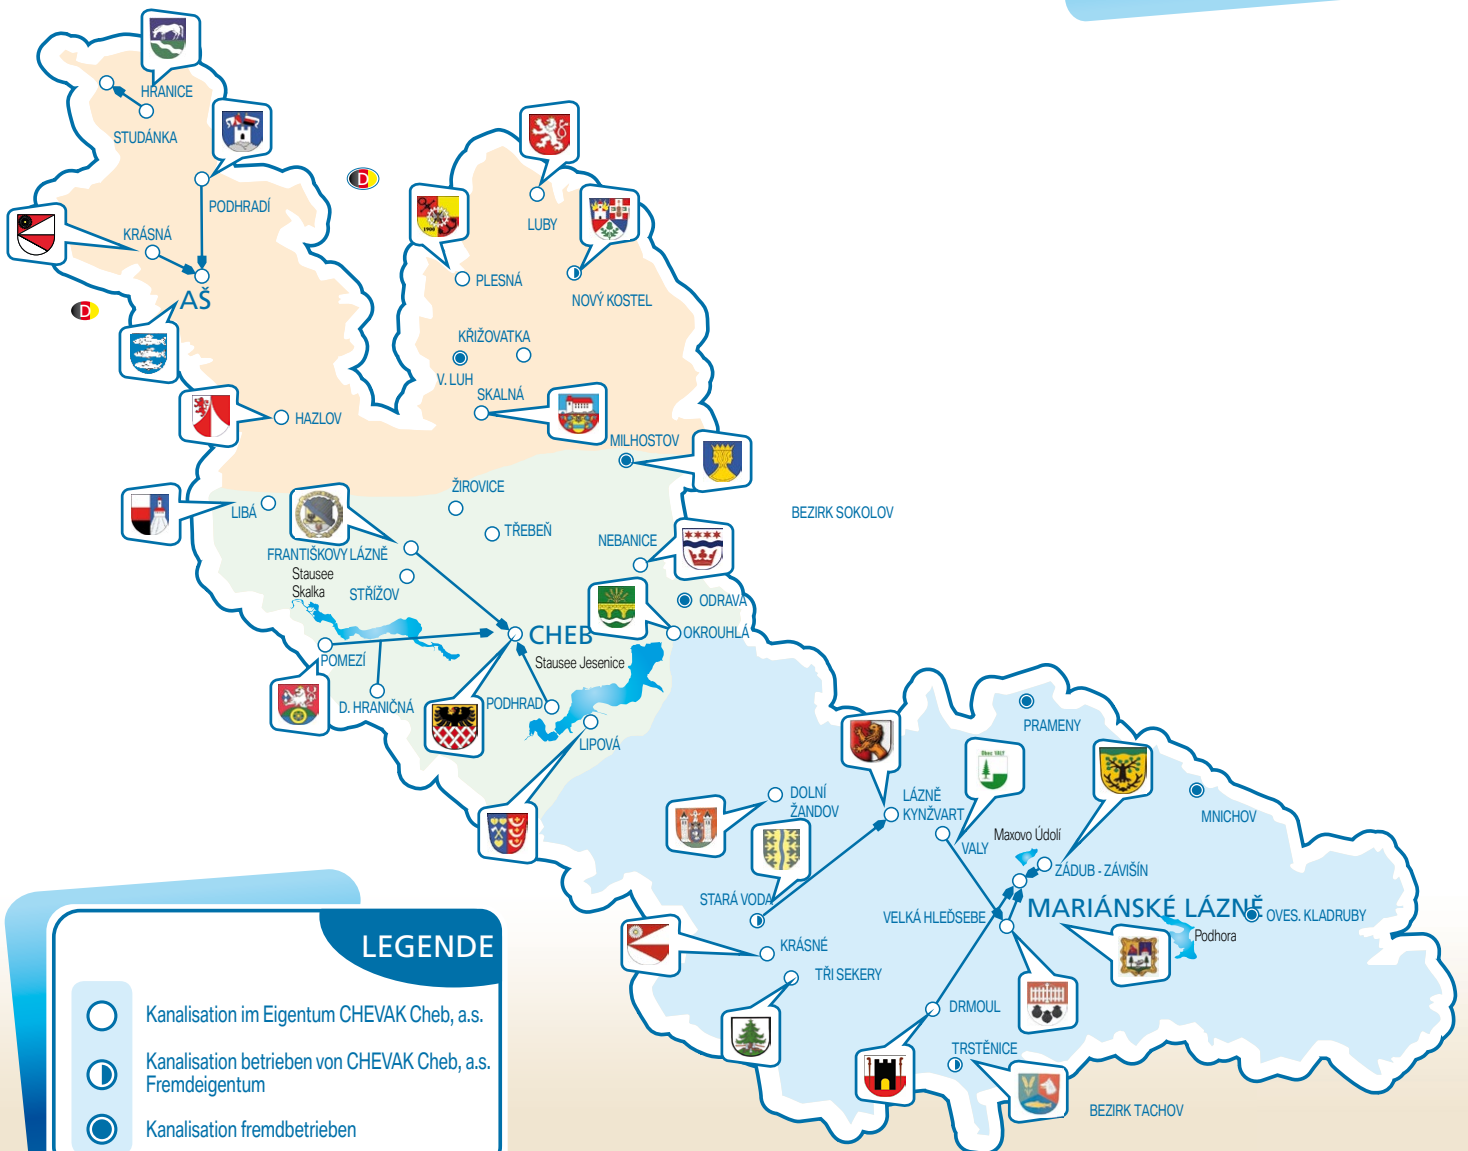 HRANICE
STUDÁNKA
PODHRADÍ
KRÁSNÁ
AŠ
D
D
LUBY
1900
PLESNÁ
NOVÝ KOSTEL
KŘIŽOVATKA
V. LUH
SKALNÁ
HAZLOV
MILHOSTOV
ŽIROVICE
LIBÁ
TŘEBEŇ
BEZIRK SOKOLOV
NEBANICE
FRANTIŠKOVY LÁZNĚ
Stausee
Skalka
STŘÍŽOV
ODRAVA
CHEB
OKROUHLÁ
POMEZÍ
Stausee Jesenice
D. HRANIČNÁ
PODHRAD
LIPOVÁ
PRAMENY
DOLNÍ
ŽANDOV
LÁZNĚ
KYNŽVART
MNICHOV
Maxovo Údolí
VALY
ZÁDUB - ZÁVIŠÍN
STARÁ VODA
VELKÁ HLEĎSEBE
MARIÁNSKÉ LÁZNĚ
OVES. KLADRUBY
Podhora
KRÁSNÉ
TŘI SEKERY
DRMOUL
TRSTĚNICE
BEZIRK TACHOV
LEGENDE
Kanalisation im Eigentum CHEVAK Cheb, a.s.
Kanalisation betrieben von CHEVAK Cheb, a.s.
Fremdeigentum
Kanalisation fremdbetrieben